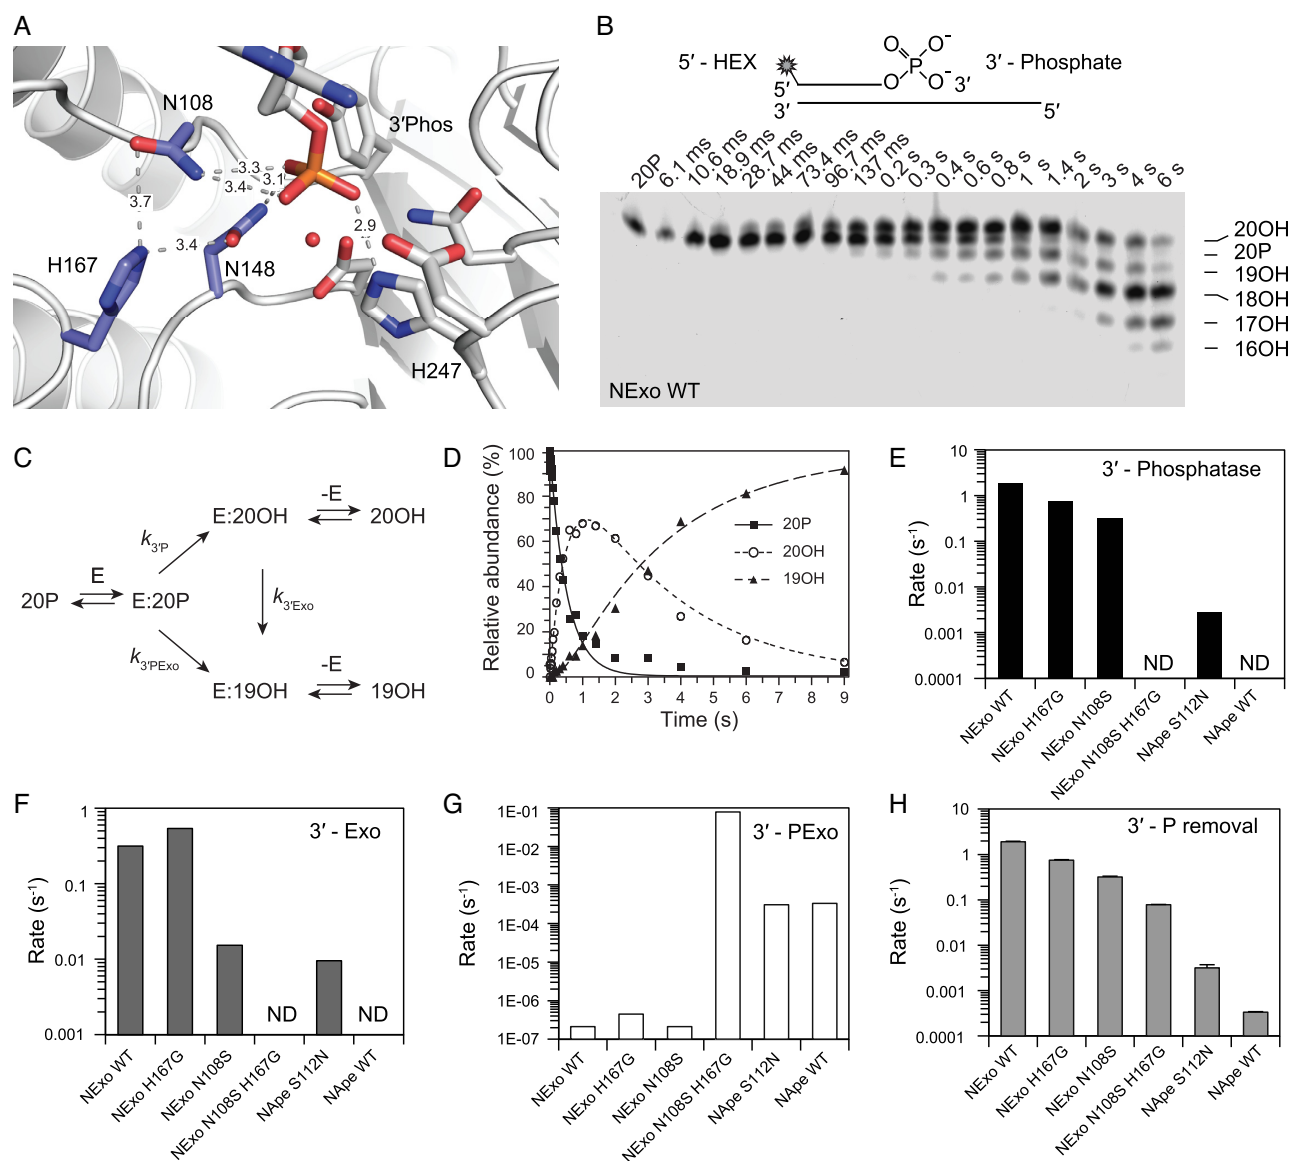 A
N108
3′Phos
3.3
3.1
3.4
3.7
2.9
3.4
H167
N148
H247
B
5′ - HEX
O
P
O⁻
O⁻
O
3′
3′ - Phosphate
5′
3′
5′
20P
6.1 ms
10.6 ms
18.9 ms
28.7 ms
44 ms
73.4 ms
96.7 ms
137 ms
0.2 s
0.3 s
0.4 s
0.6 s
0.8 s
1 s
1.4 s
2 s
3 s
4 s
6 s
20OH
20P
19OH
18OH
17OH
16OH
NExo WT
C
E:20OH
-E
20OH
k3′P
20P
E
E:20P
k3′Exo
k3′PExo
E:19OH
-E
19OH
D
Relative abundance (%)
100
80
60
40
20
0
20P
20OH
19OH
0 1 2 3 4 5 6 7 8 9
Time (s)
E
3′ - Phosphatase
Rate (s⁻¹)
10
1
0.1
0.01
0.001
0.0001
ND
ND
NExo WT
NExo H167G
NExo N108S
NExo N108S H167G
NApe S112N
NApe WT
F
3′ - Exo
Rate (s⁻¹)
1
0.1
0.01
0.001
ND
ND
NExo WT
NExo H167G
NExo N108S
NExo N108S H167G
NApe S112N
NApe WT
G
3′ - PExo
Rate (s⁻¹)
1E-01
1E-02
1E-03
1E-04
1E-05
1E-06
1E-07
NExo WT
NExo H167G
NExo N108S
NExo N108S H167G
NApe S112N
NApe WT
H
3′ - P removal
Rate (s⁻¹)
10
1
0.1
0.01
0.001
0.0001
NExo WT
NExo H167G
NExo N108S
NExo N108S H167G
NApe S112N
NApe WT